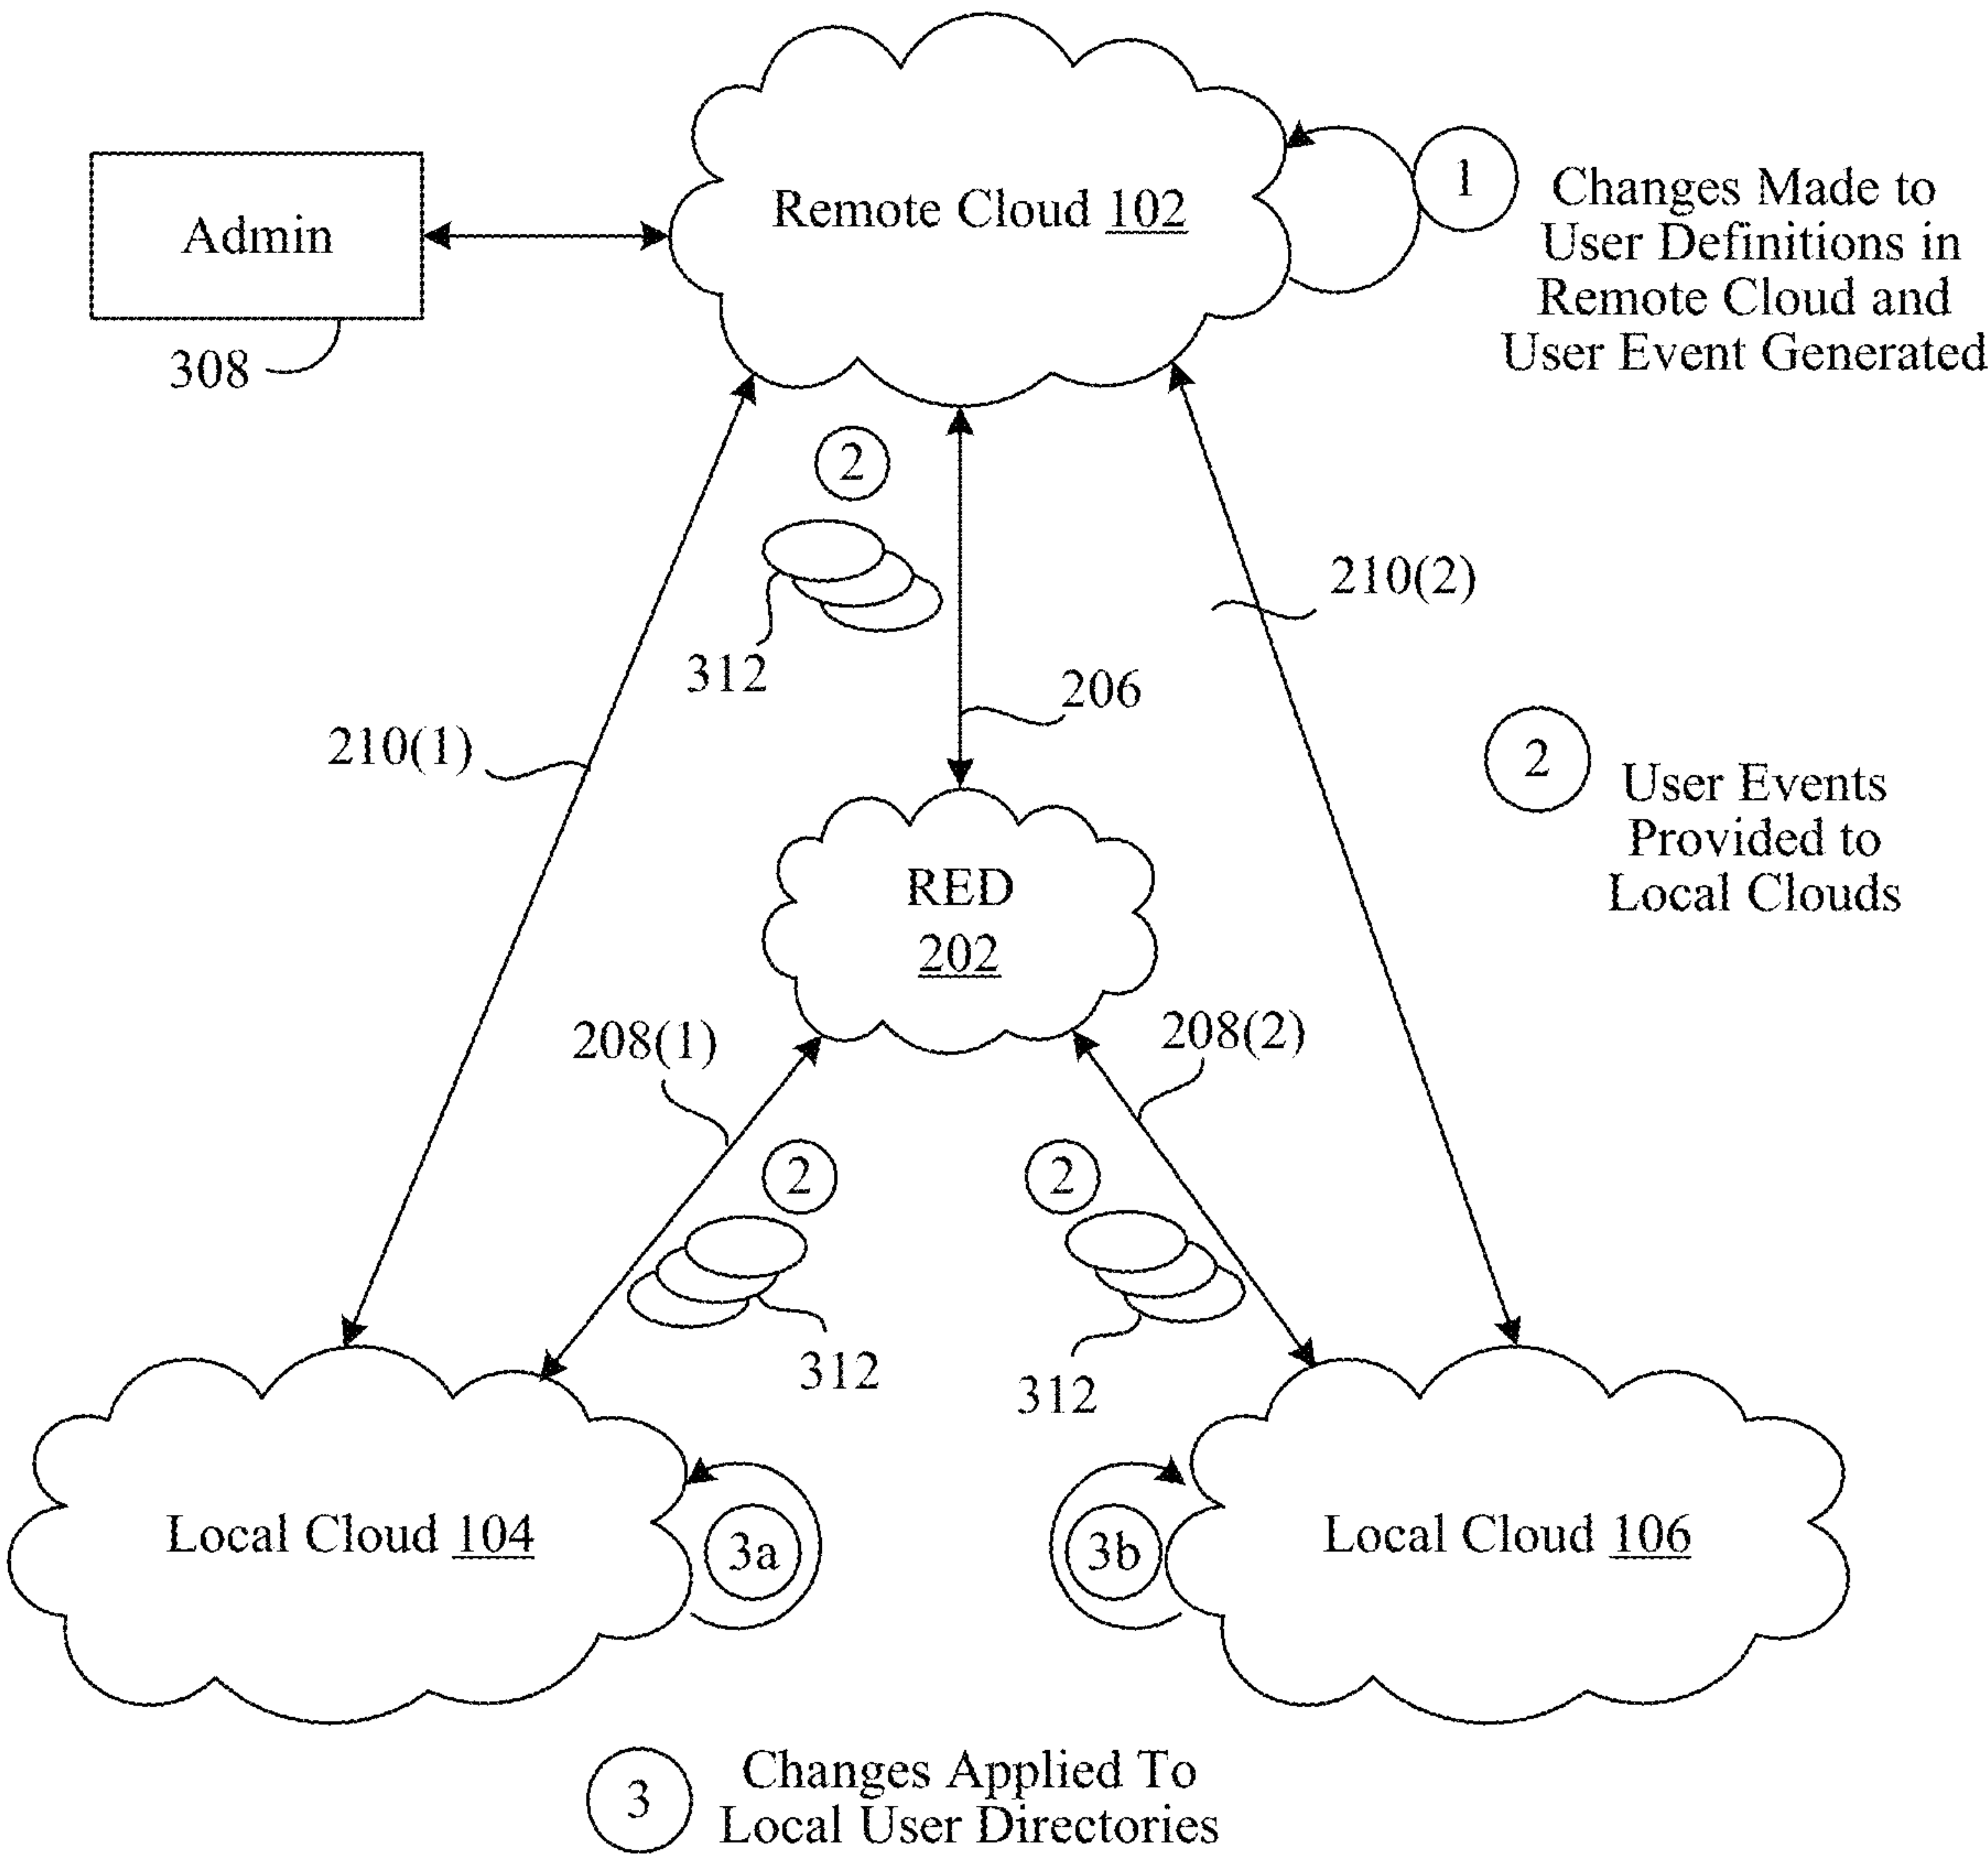 Remote Cloud 102
1
Changes Made to
User Definitions in
Remote Cloud and
User Event Generated
Admin
308
2
312
210(2)
206
210(1)
2
User Events
Provided to
Local Clouds
RED
202
208(1)
208(2)
2
2
312
312
Local Cloud 104
3a
3b
Local Cloud 106
3
Changes Applied To
Local User Directories